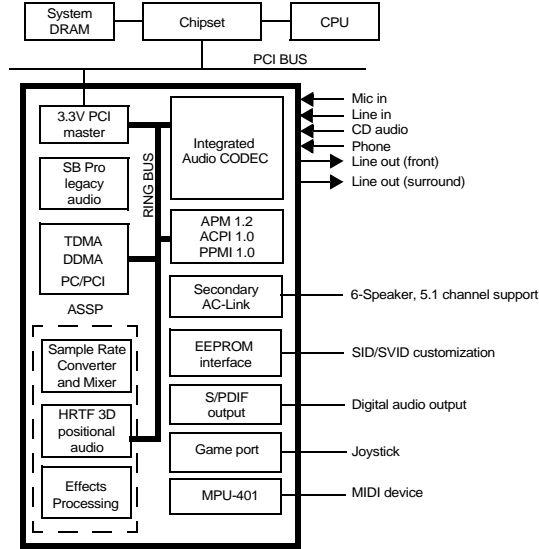 System
DRAM
Chipset
CPU
PCI BUS
3.3V PCI
master
SB Pro
legacy
audio
TDMA
DDMA
PC/PCI
ASSP
Sample Rate
Converter
and Mixer
HRTF 3D
positional
audio
Effects
Processing
RING BUS
Integrated
Audio CODEC
APM 1.2
ACPI 1.0
PPMI 1.0
Secondary
AC-Link
EEPROM
interface
S/PDIF
output
Game port
MPU-401
Mic in
Line in
CD audio
Phone
Line out (front)
Line out (surround)
6-Speaker, 5.1 channel support
SID/SVID customization
Digital audio output
Joystick
MIDI device